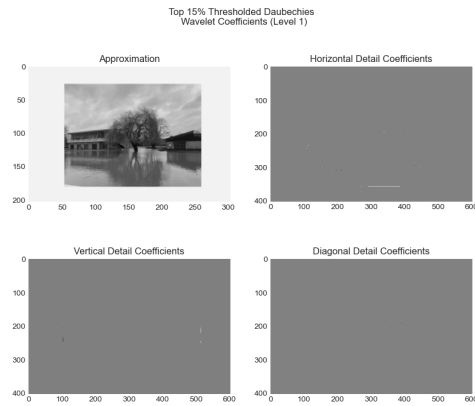 Top 15% Thresholded Daubechies
Wavelet Coefficients (Level 1)
Approximation
0
50
100
150
200
0 50 100 150 200 250 300
Horizontal Detail Coefficients
0
100
200
300
400
0 100 200 300 400 500 600
Vertical Detail Coefficients
0
100
200
300
400
0 100 200 300 400 500 600
Diagonal Detail Coefficients
0
100
200
300
400
0 100 200 300 400 500 600